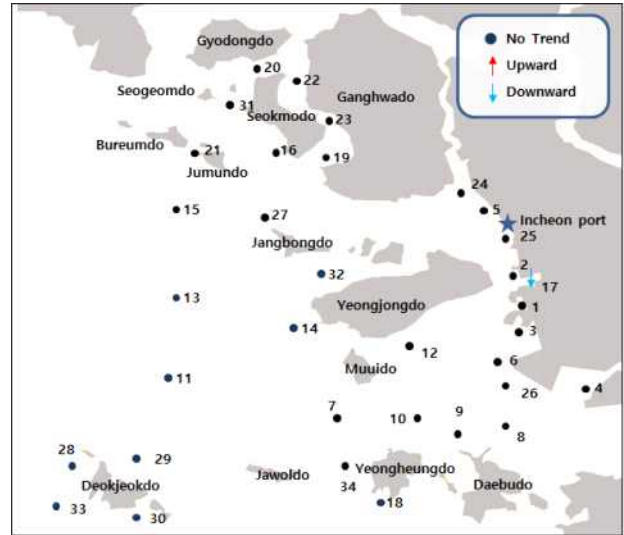 Gyodongdo
No Trend
Upward
Downward
20
22
Seogeomdo
31
Seokmodo
Ganghwado
23
Bureumdo
21
16
19
Jumundo
24
15
27
5
Incheon port
25
Jangbongdo
2
32
17
13
Yeongjongdo
1
14
3
12
Muuido
6
11
26
4
7
10
9
8
28
29
Deokjeokdo
Jawoldo
34
Yeongheungdo
Daebudo
33
30
18